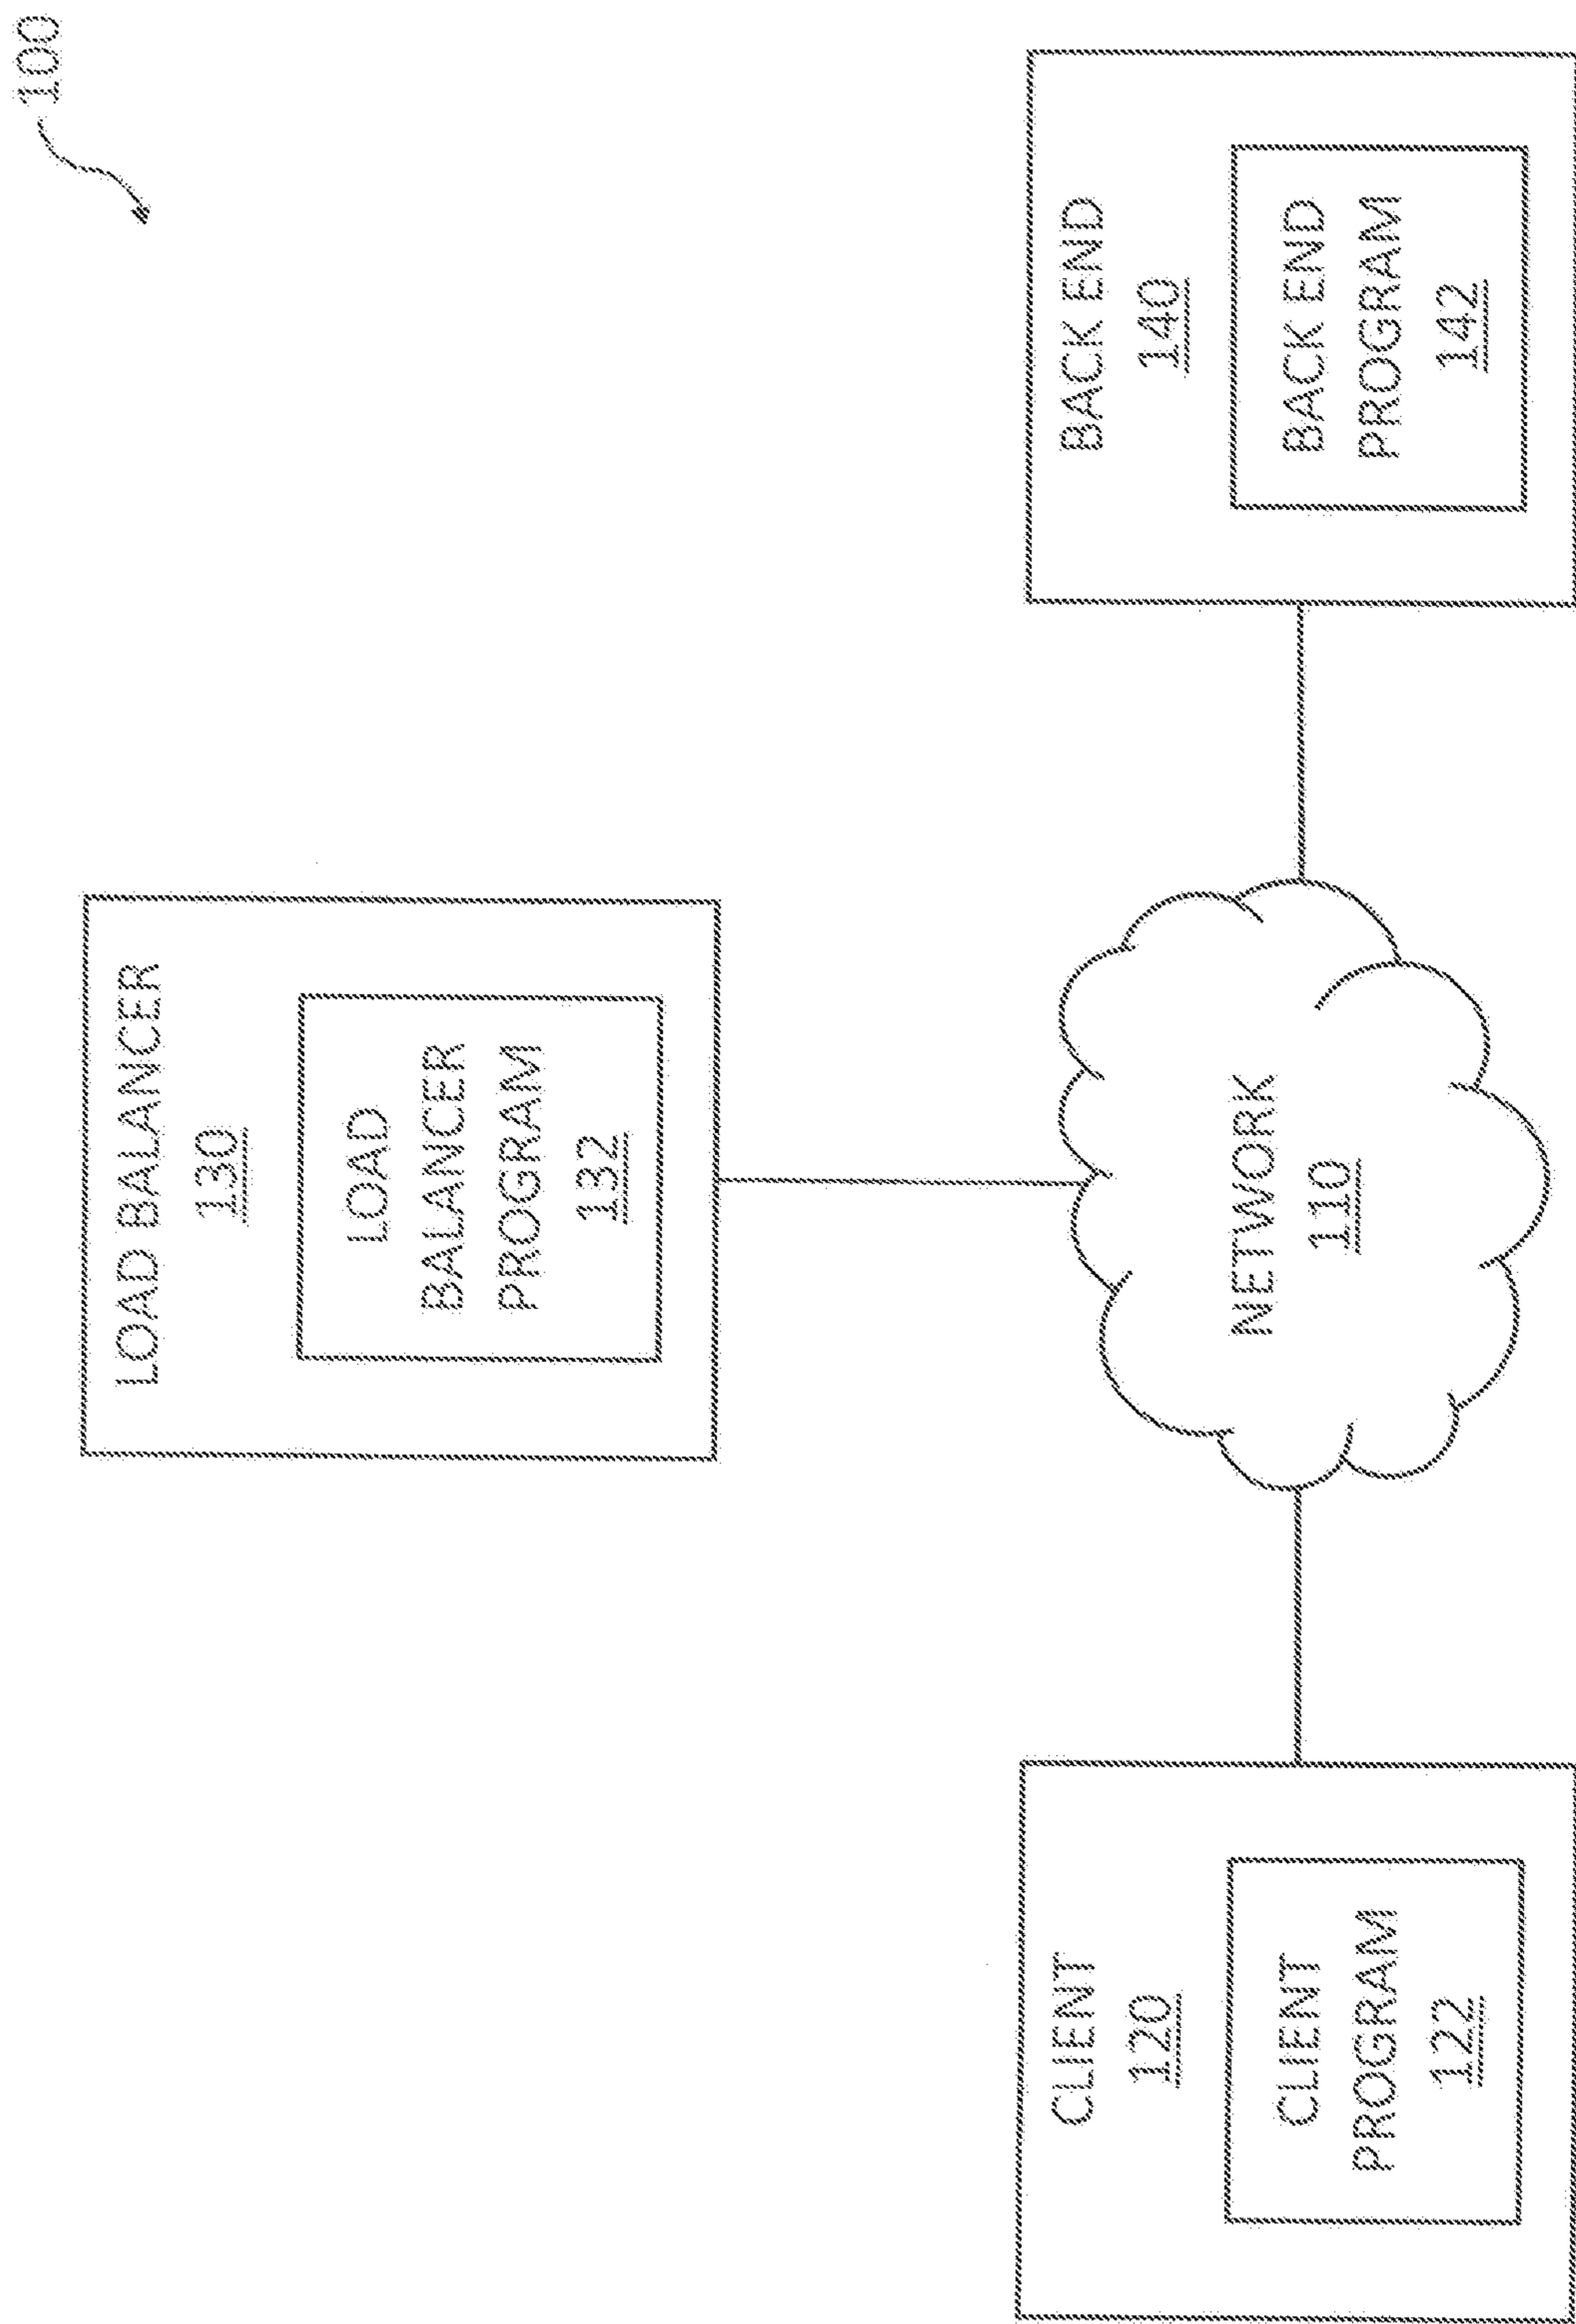 100
LOAD BALANCER
130
LOAD
BALANCER
PROGRAM
132
CLIENT
120
CLIENT
PROGRAM
122
NETWORK
110
BACK END
140
BACK END
PROGRAM
142